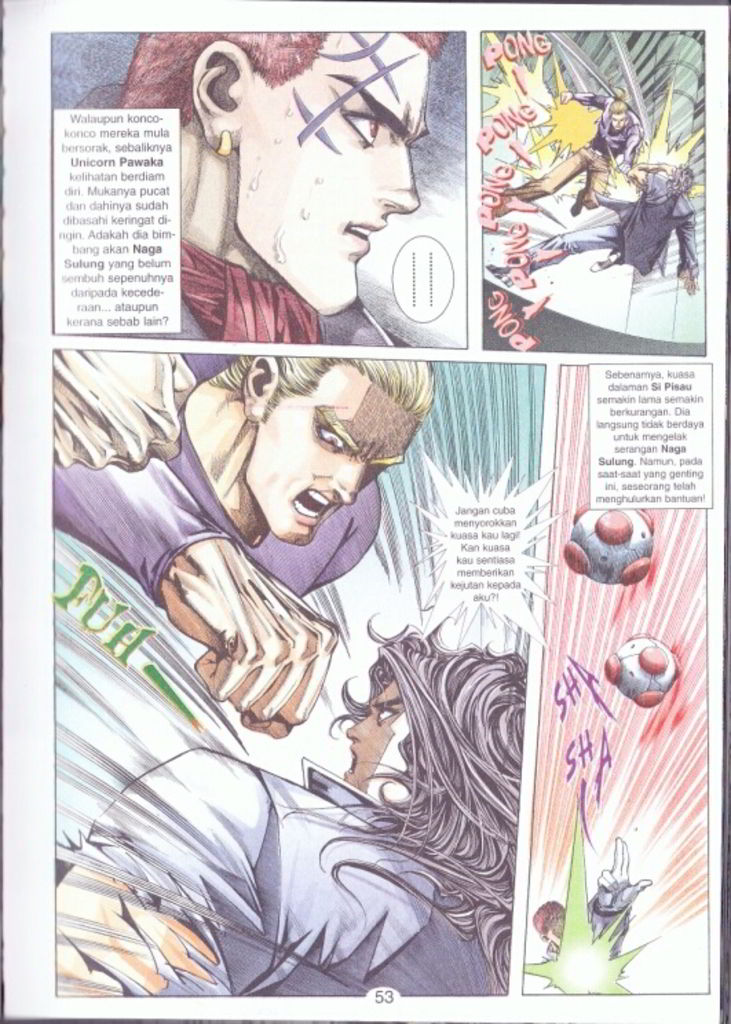 Walaupun konco-
konco mereka mula
bersorak, sebaliknya
Unicorn Pawaka
kelihatan berdiam
diri. Mukanya pucat
dan dahinya sudah
dibasahi keringat di-
ngin. Adakah dia bim-
bang akan Naga
Sulung yang belum
sembuh sepenuhnya
daripada kecede-
raan... ataupun
kerana sebab lain?
PONG
!
PONG
!
PONG
!
PONG
!
PONG
Jangan cuba
menyorokkan
kuasa kau lagi!
Kan kuasa
kau sentiasa
memberikan
kejutan kepada
aku?!
FUH
Sebenarnya, kuasa
dalaman Si Pisau
semakin lama semakin
berkurangan. Dia
langsung tidak berdaya
untuk mengelak
serangan Naga
Sulung. Namun, pada
saat-saat yang genting
ini, seseorang telah
menghulurkan bantuan!
SHA
SHA
!
53